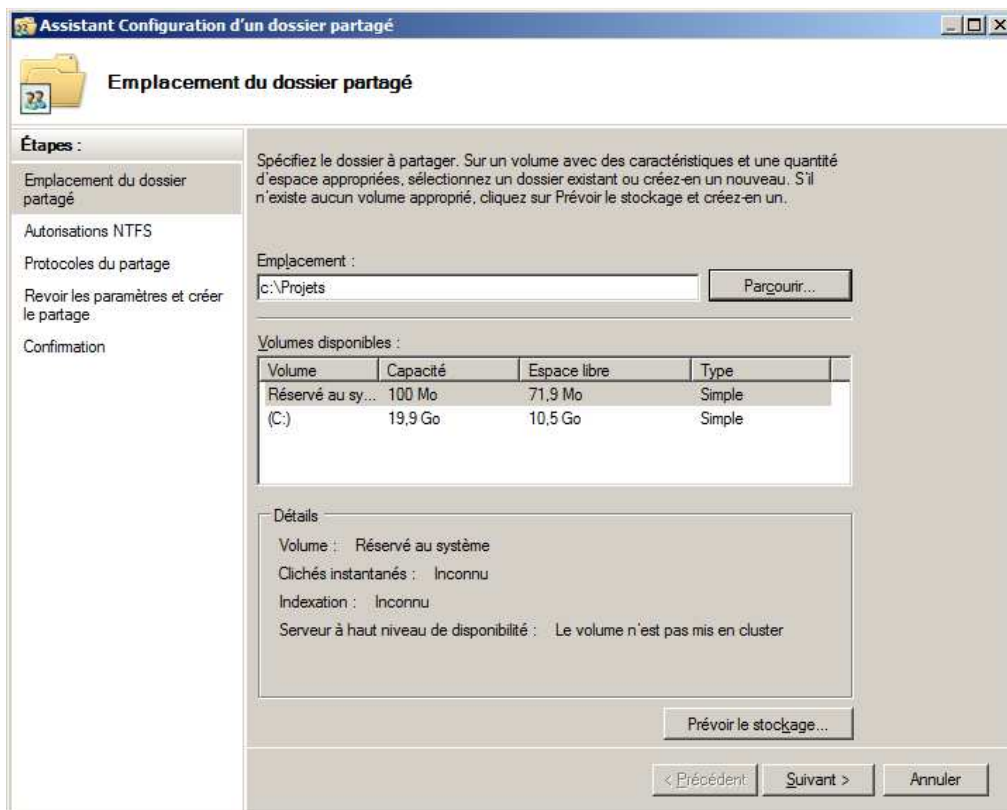 Assistant Configuration d'un dossier partagé
Emplacement du dossier partagé
Étapes :
Emplacement du dossier
partagé
Autorisations NTFS
Protocoles du partage
Revoir les paramètres et créer
le partage
Confirmation
Spécifiez le dossier à partager. Sur un volume avec des caractéristiques et une quantité
d'espace appropriées, sélectionnez un dossier existant ou créez-en un nouveau. S'il
n'existe aucun volume approprié, cliquez sur Prévoir le stockage et créez-en un.
Emplacement :
c:\Projets
Parcourir...
Volumes disponibles :
Volume Capacité Espace libre Type
Réservé au sy... 100 Mo 71,9 Mo Simple
(C:) 19,9 Go 10,5 Go Simple
Détails
Volume : Réservé au système
Clichés instantanés : Inconnu
Indexation : Inconnu
Serveur à haut niveau de disponibilité : Le volume n'est pas mis en cluster
Prévoir le stockage...
< Précédent Suivant > Annuler